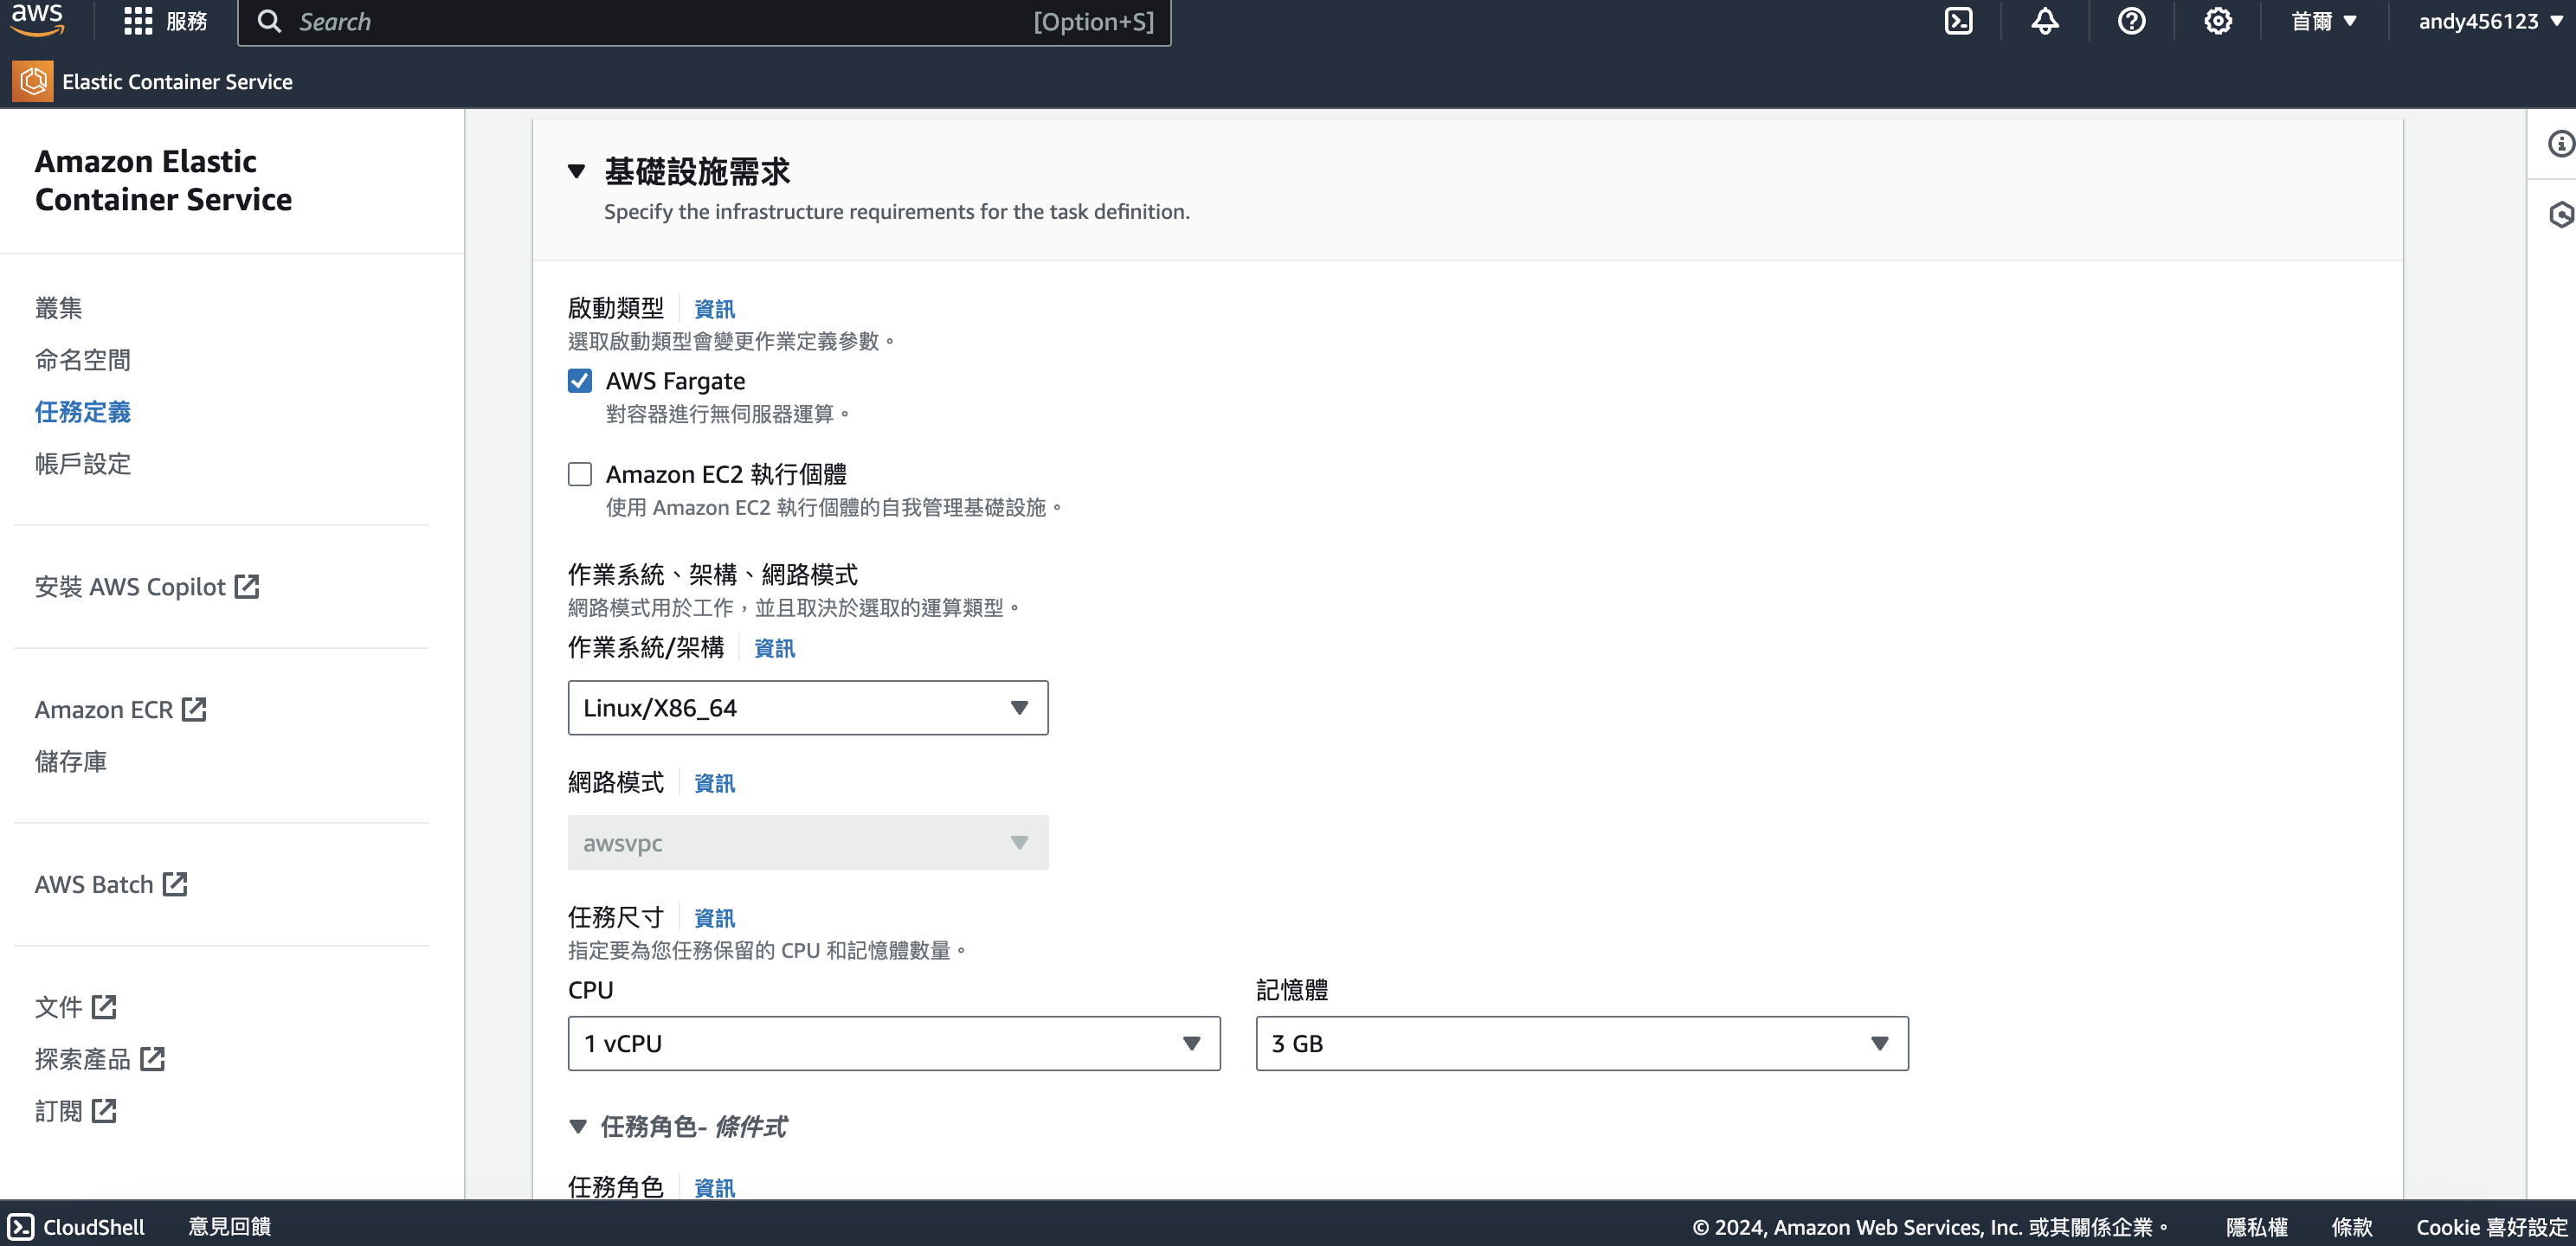 aws
服務
Search
[Option+S]
首爾
andy456123
Elastic Container Service
Amazon Elastic
Container Service
叢集
命名空間
任務定義
帳戶設定
安裝 AWS Copilot
Amazon ECR
儲存庫
AWS Batch
文件
探索產品
訂閱
基礎設施需求
Specify the infrastructure requirements for the task definition.
啟動類型 資訊
選取啟動類型會變更作業定義參數。
AWS Fargate
對容器進行無伺服器運算。
Amazon EC2 執行個體
使用 Amazon EC2 執行個體的自我管理基礎設施。
作業系統、架構、網路模式
網路模式用於工作，並且取決於選取的運算類型。
作業系統/架構 資訊
Linux/X86_64
網路模式 資訊
awsvpc
任務尺寸 資訊
指定要為您任務保留的 CPU 和記憶體數量。
CPU
記憶體
1 vCPU
3 GB
任務角色- 條件式
任務角色 資訊
CloudShell
意見回饋
© 2024, Amazon Web Services, Inc. 或其關係企業。
隱私權
條款
Cookie 喜好設定